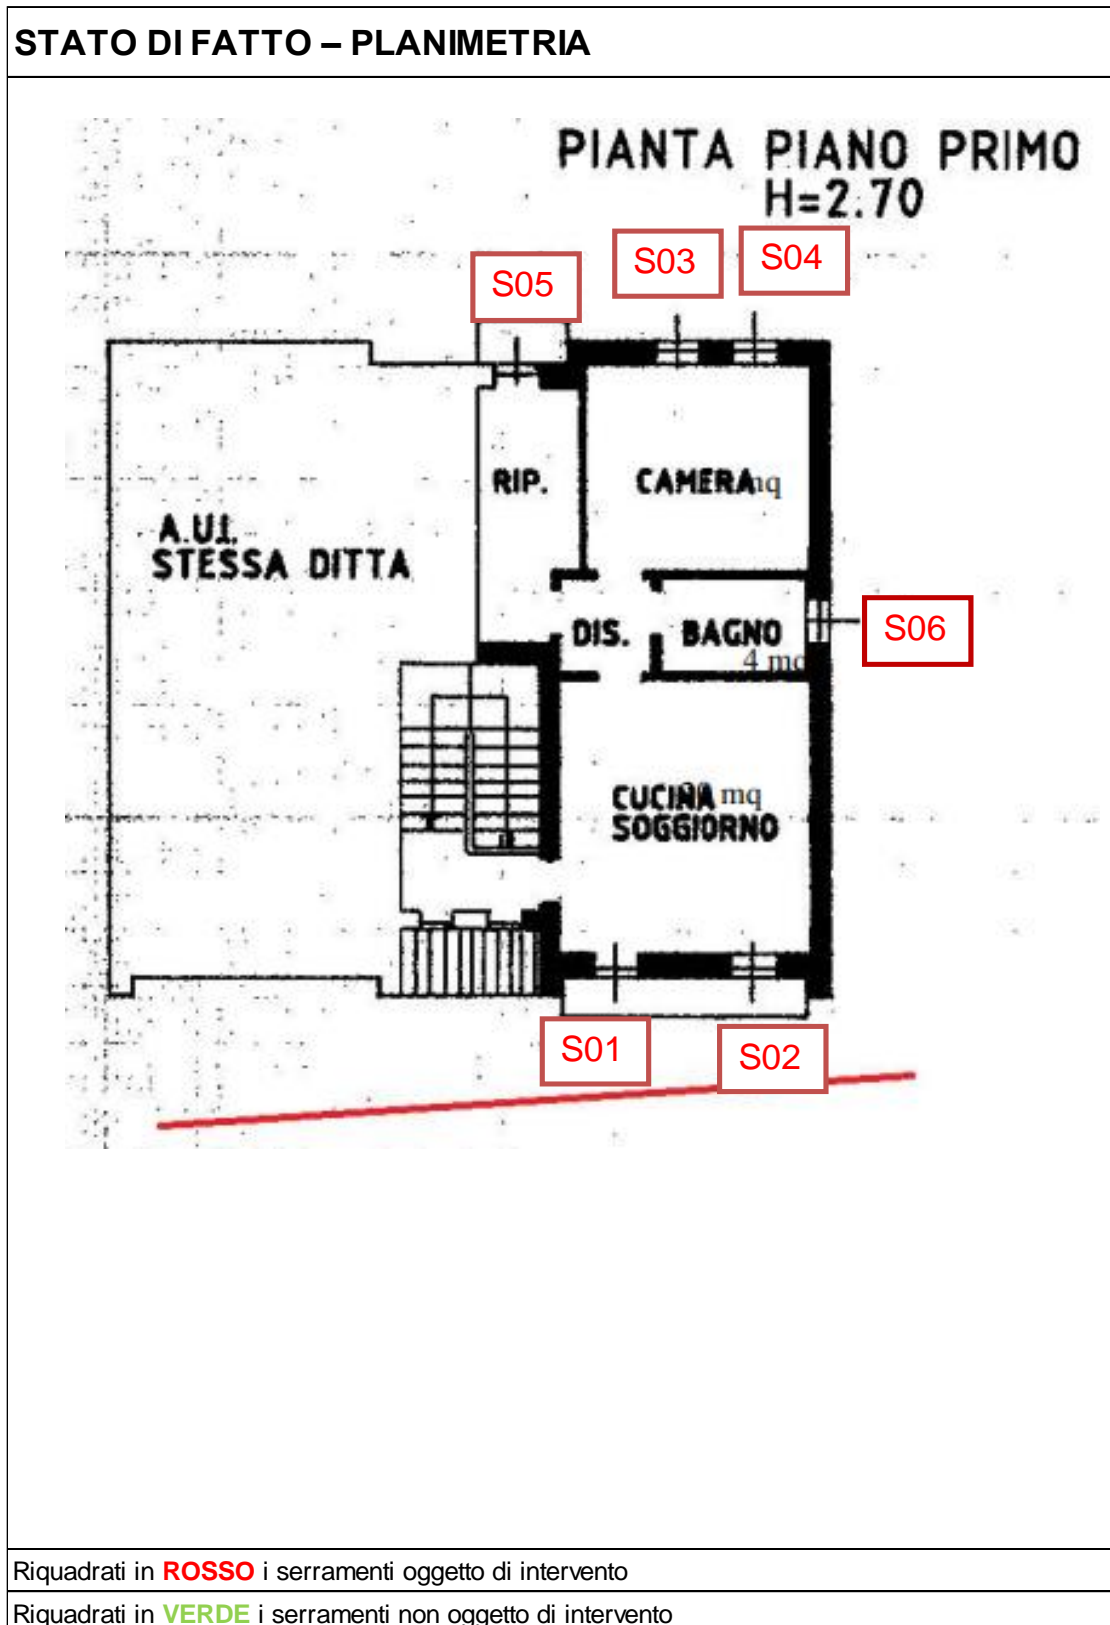 STATO DI FATTO – PLANIMETRIA
PIANTA PIANO PRIMO
H=2.70
S05
S03
S04
RIP.
CAMERA mq
A.U.I.
STESSA DITTA
DIS.
BAGNO
4 mq
S06
CUCINA mq
SOGGIORNO
S01
S02
Riquadrati in ROSSO i serramenti oggetto di intervento
Riquadrati in VERDE i serramenti non oggetto di intervento